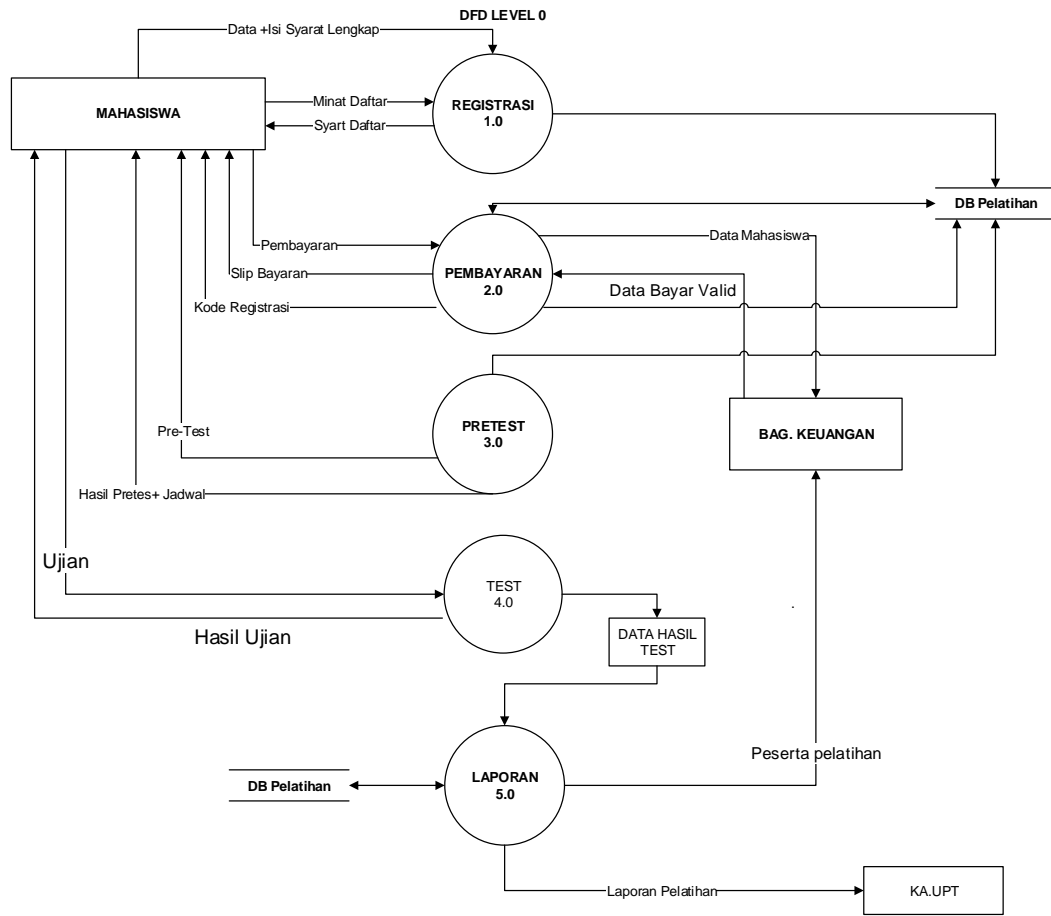 DFD LEVEL 0
Data +Isi Syarat Lengkap
MAHASISWA
Minat Daftar
Syart Daftar
REGISTRASI
1.0
DB Pelatihan
Pembayaran
Slip Bayaran
Kode Registrasi
PEMBAYARAN
2.0
Data Mahasiswa
Data Bayar Valid
Pre-Test
Hasil Pretes+ Jadwal
PRETEST
3.0
BAG. KEUANGAN
Ujian
Hasil Ujian
TEST
4.0
DATA HASIL
TEST
Peserta pelatihan
DB Pelatihan
LAPORAN
5.0
Laporan Pelatihan
KA.UPT